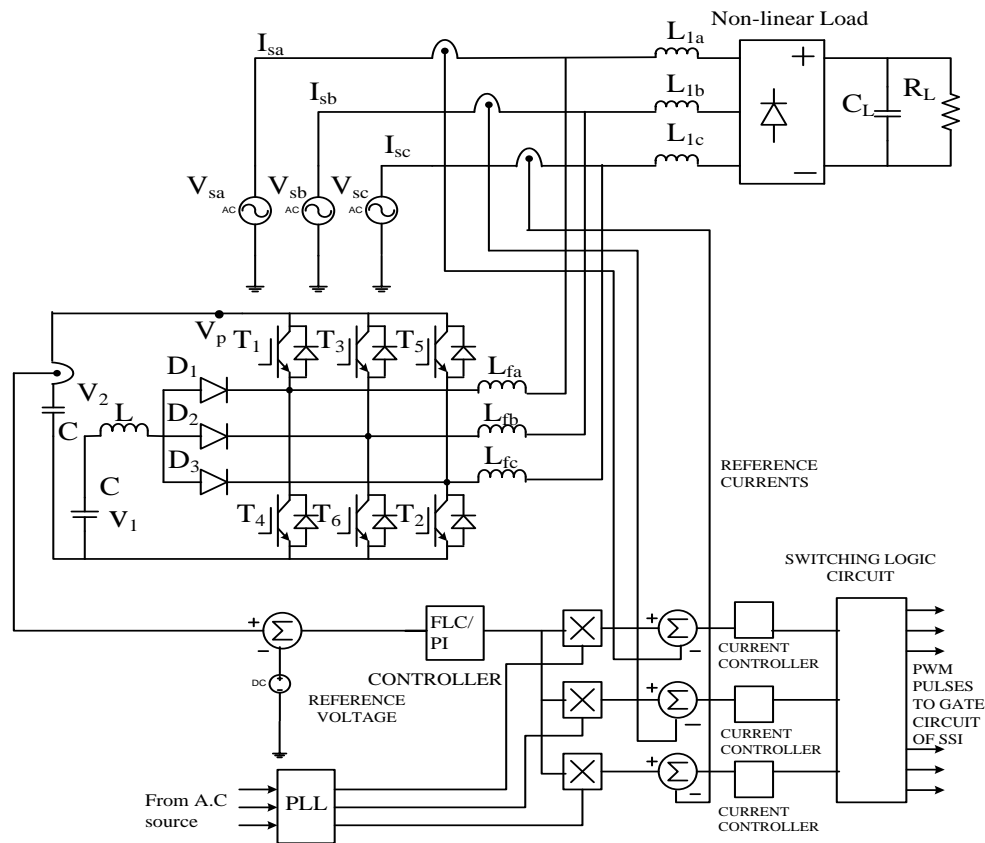 Non-linear Load
I_sa
L_1a
I_sb
L_1b
I_sc
L_1c
+
−
C_L
R_L
V_sa
V_sb
V_sc
AC
AC
AC
V_p
T_1
T_3
T_5
D_1
D_2
D_3
V_2
C
L
C
V_1
L_fa
L_fb
L_fc
T_4
T_6
T_2
REFERENCE
CURRENTS
SWITCHING LOGIC
CIRCUIT
+
Σ
−
FLC/
PI
CONTROLLER
DC
+
-
REFERENCE
VOLTAGE
+
Σ
−
CURRENT
CONTROLLER
+
Σ
−
CURRENT
CONTROLLER
+
Σ
-
CURRENT
CONTROLLER
PWM
PULSES
TO GATE
CIRCUIT
OF SSI
From A.C
source
PLL